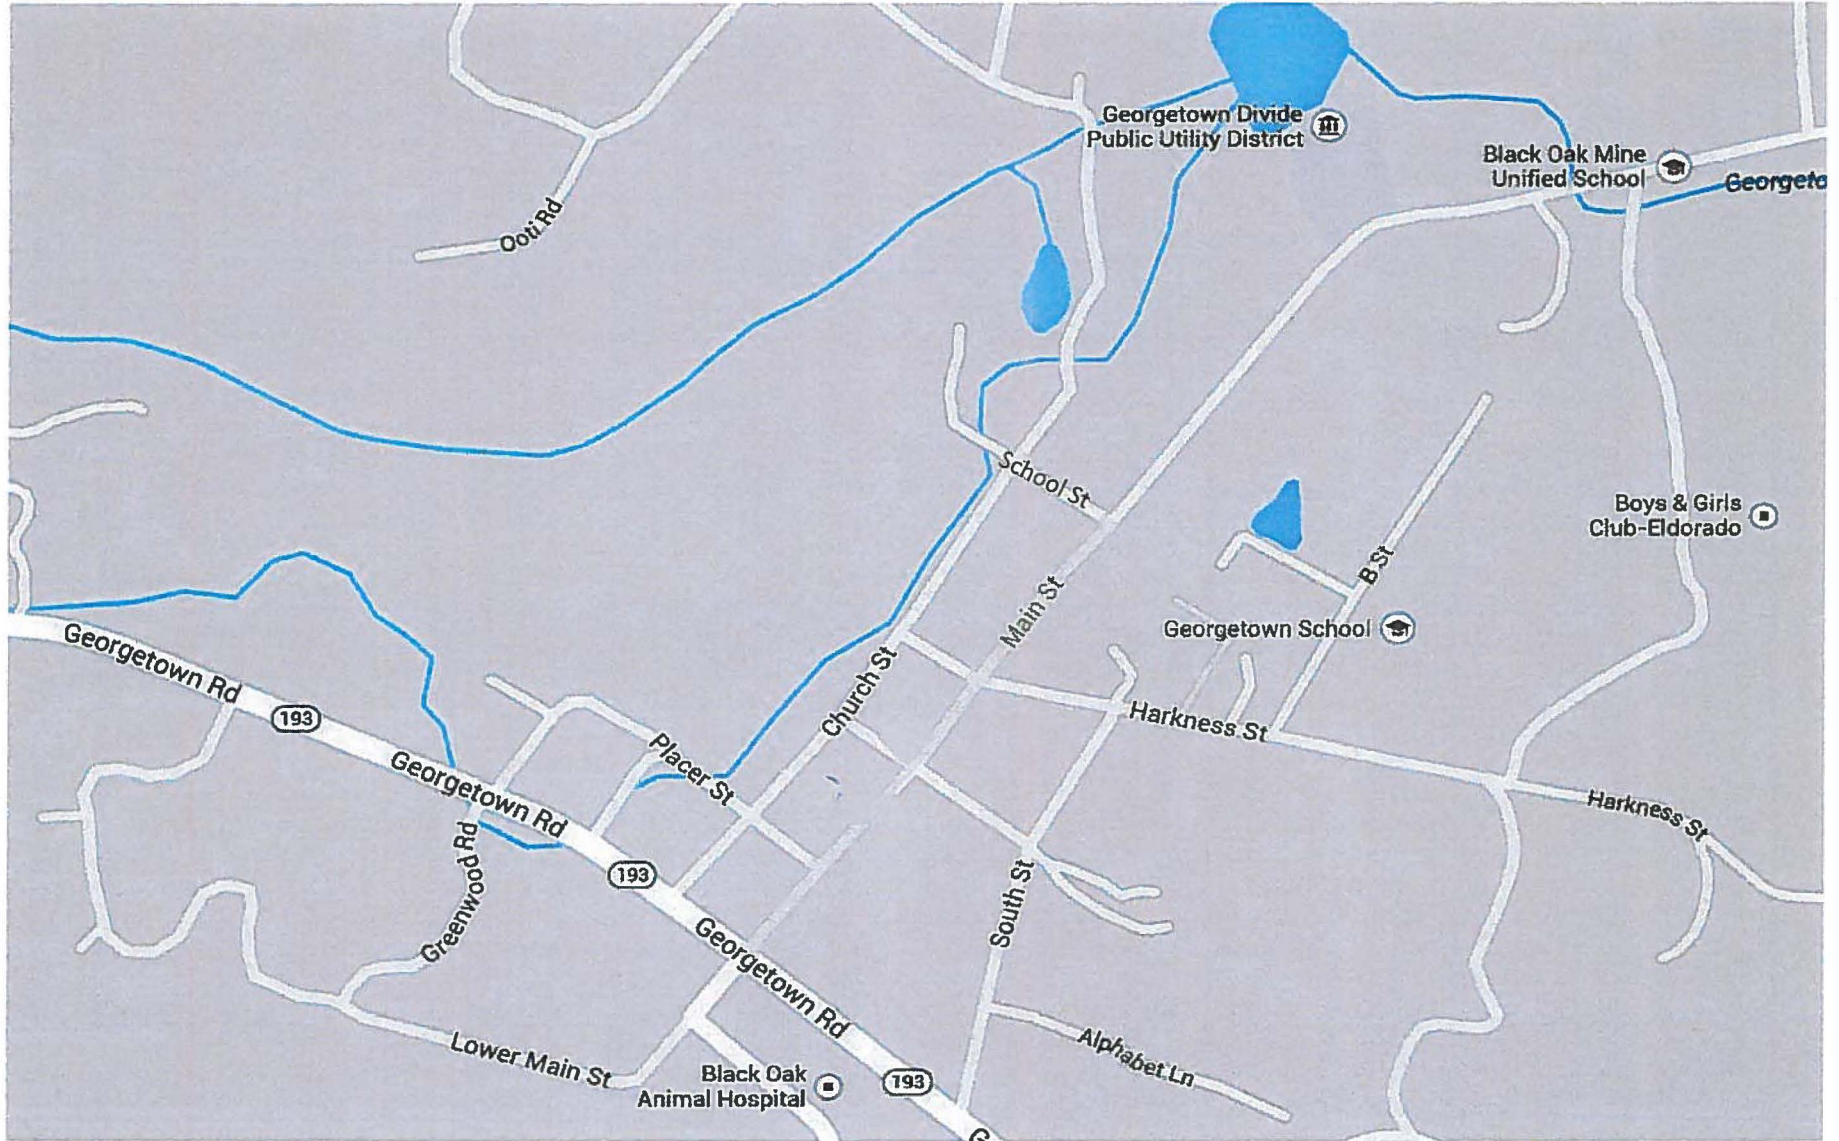 Georgetown Divide
Public Utility District
Black Oak Mine
Unified School
Georgeto
Ooti Rd
School St
Boys & Girls
Club-Eldorado
B St
Main St
Georgetown School
Georgetown Rd
193
Church St
Harkness St
Placer St
Georgetown Rd
Harkness St
Greenwood Rd
193
South St
Georgetown Rd
Lower Main St
Alphabet Ln
Black Oak
Animal Hospital
193
G